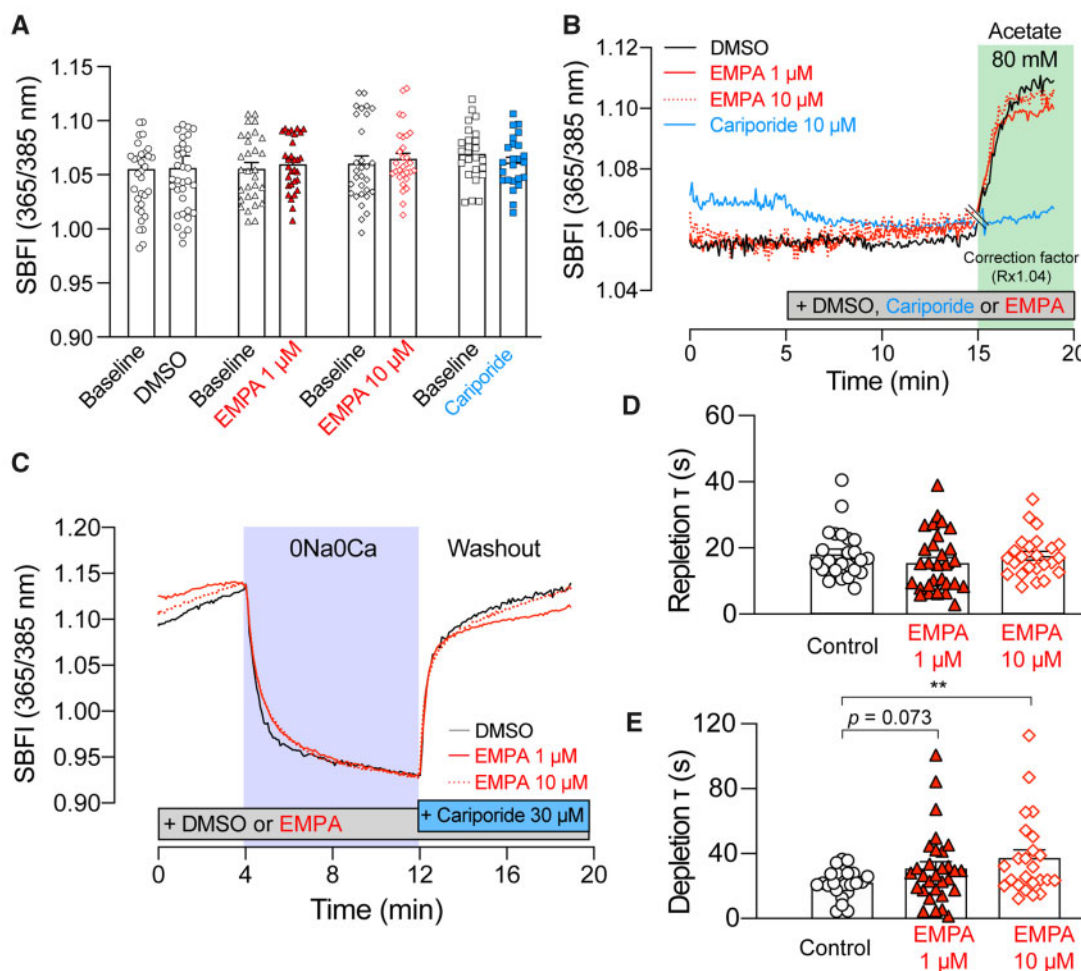 A
SBFI (365/385 nm)
1.15
1.10
1.05
1.00
0.95
0.90
Baseline
DMSO
Baseline
EMPA 1 µM
Baseline
EMPA 10 µM
Baseline
Cariporide
B
SBFI (365/385 nm)
1.12
1.10
1.08
1.06
1.04
DMSO
EMPA 1 µM
EMPA 10 µM
Cariporide 10 µM
Acetate
80 mM
Correction factor
(Rx1.04)
+ DMSO, Cariporide or EMPA
0
5
10
15
20
Time (min)
C
SBFI (365/385 nm)
1.20
1.13
1.05
1.01
0.95
0.90
0Na0Ca
Washout
DMSO
EMPA 1 µM
EMPA 10 µM
+ DMSO or EMPA
+ Cariporide 30 µM
0
4
8
12
16
20
Time (min)
D
Repletion τ (s)
60
40
20
0
Control
EMPA
1 µM
EMPA
10 µM
E
Depletion τ (s)
120
80
40
0
**
p = 0.073
Control
EMPA
1 µM
EMPA
10 µM